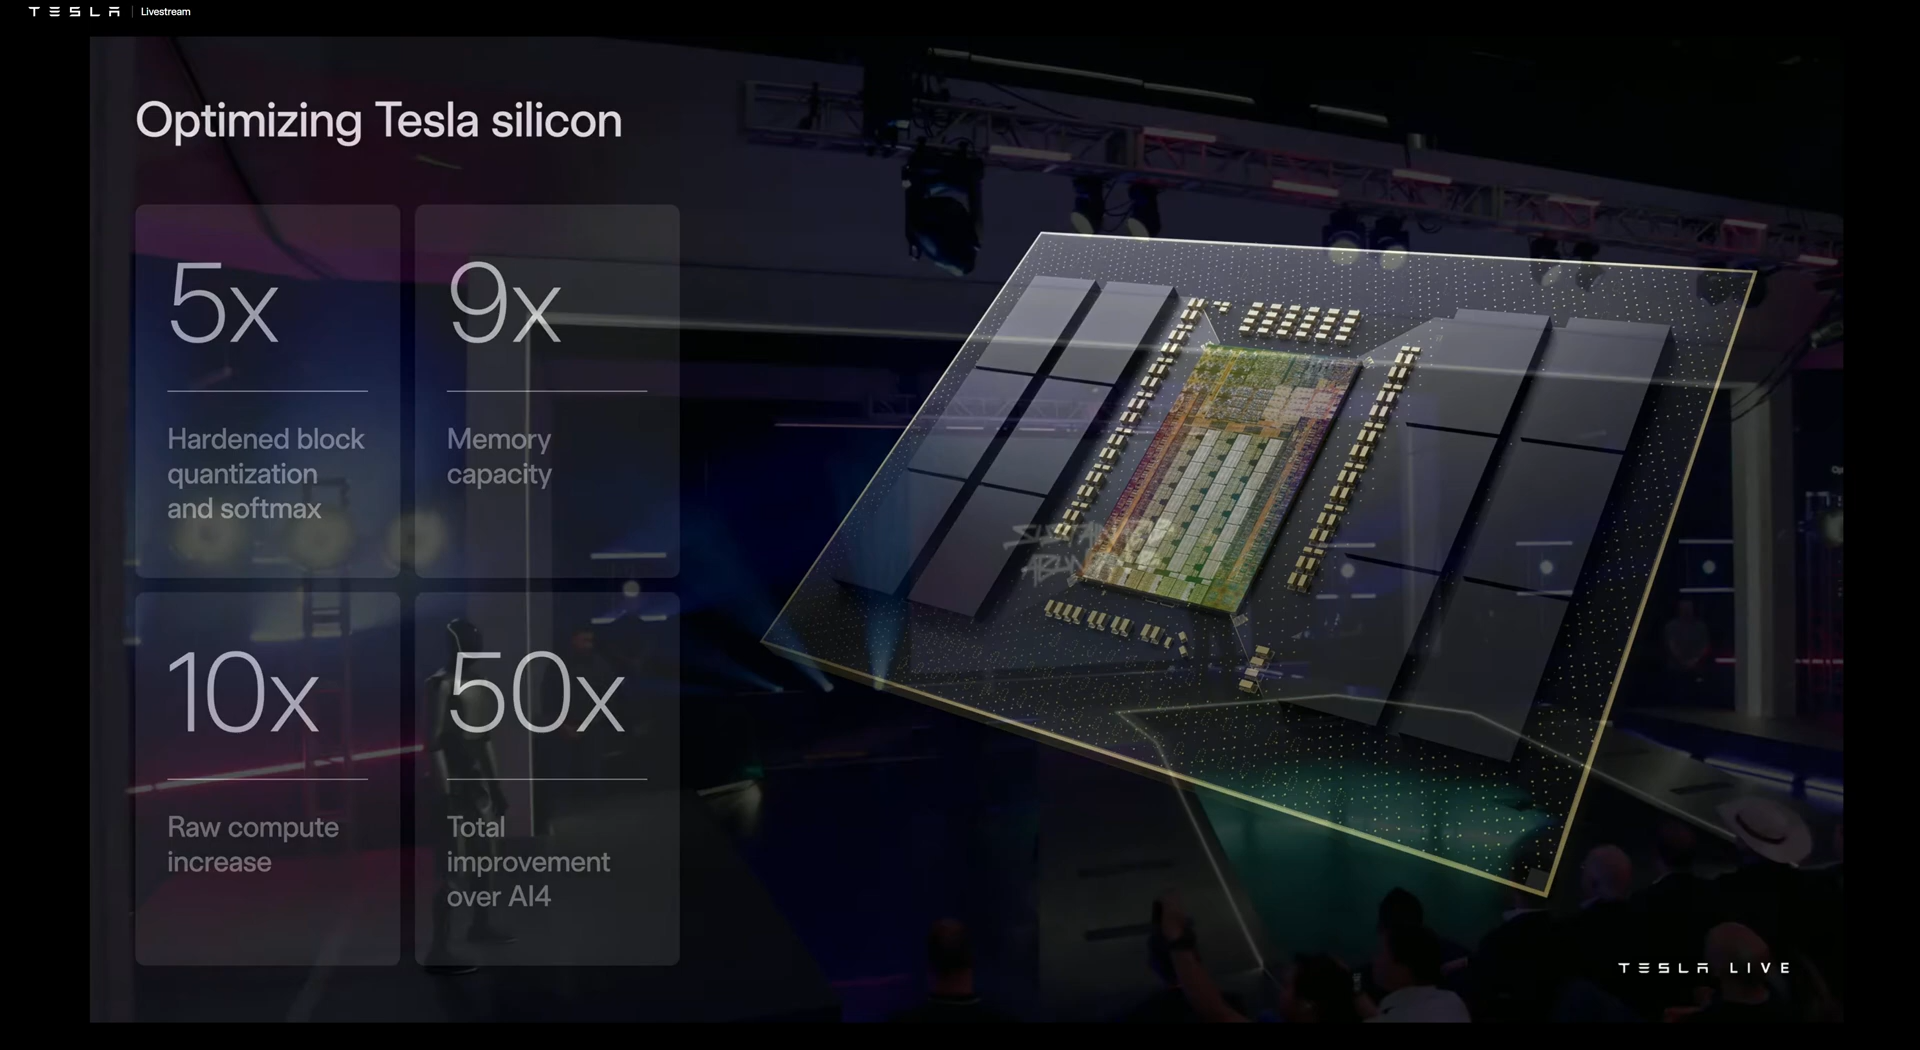 TESLA Livestream
Optimizing Tesla silicon
5x
Hardened block
quantization
and softmax
9x
Memory
capacity
10x
Raw compute
increase
50x
Total
improvement
over AI4
TESLA LIVE